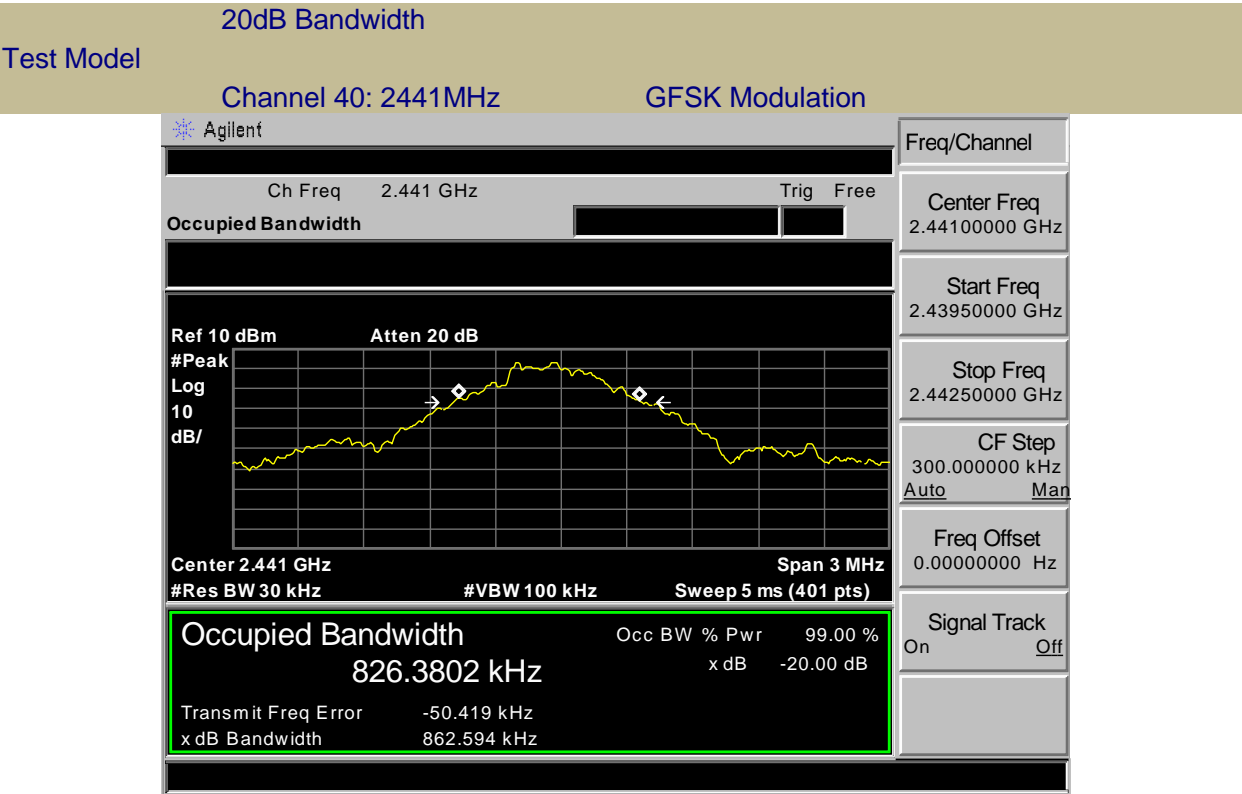 20dB Bandwidth
Test Model
Channel 40: 2441MHz GFSK Modulation
Agilent
Freq/Channel
Ch Freq 2.441 GHz Trig Free
Occupied Bandwidth
Center Freq
2.44100000 GHz
Start Freq
2.43950000 GHz
Stop Freq
2.44250000 GHz
CF Step
300.000000 kHz
Auto Man
Freq Offset
0.00000000 Hz
Signal Track
On Off
Ref 10 dBm Atten 20 dB
#Peak
Log
10
dB/
Center 2.441 GHz Span 3 MHz
#Res BW 30 kHz #VBW 100 kHz Sweep 5 ms (401 pts)
Occupied Bandwidth Occ BW % Pwr 99.00 %
826.3802 kHz x dB -20.00 dB
Transmit Freq Error -50.419 kHz
x dB Bandwidth 862.594 kHz